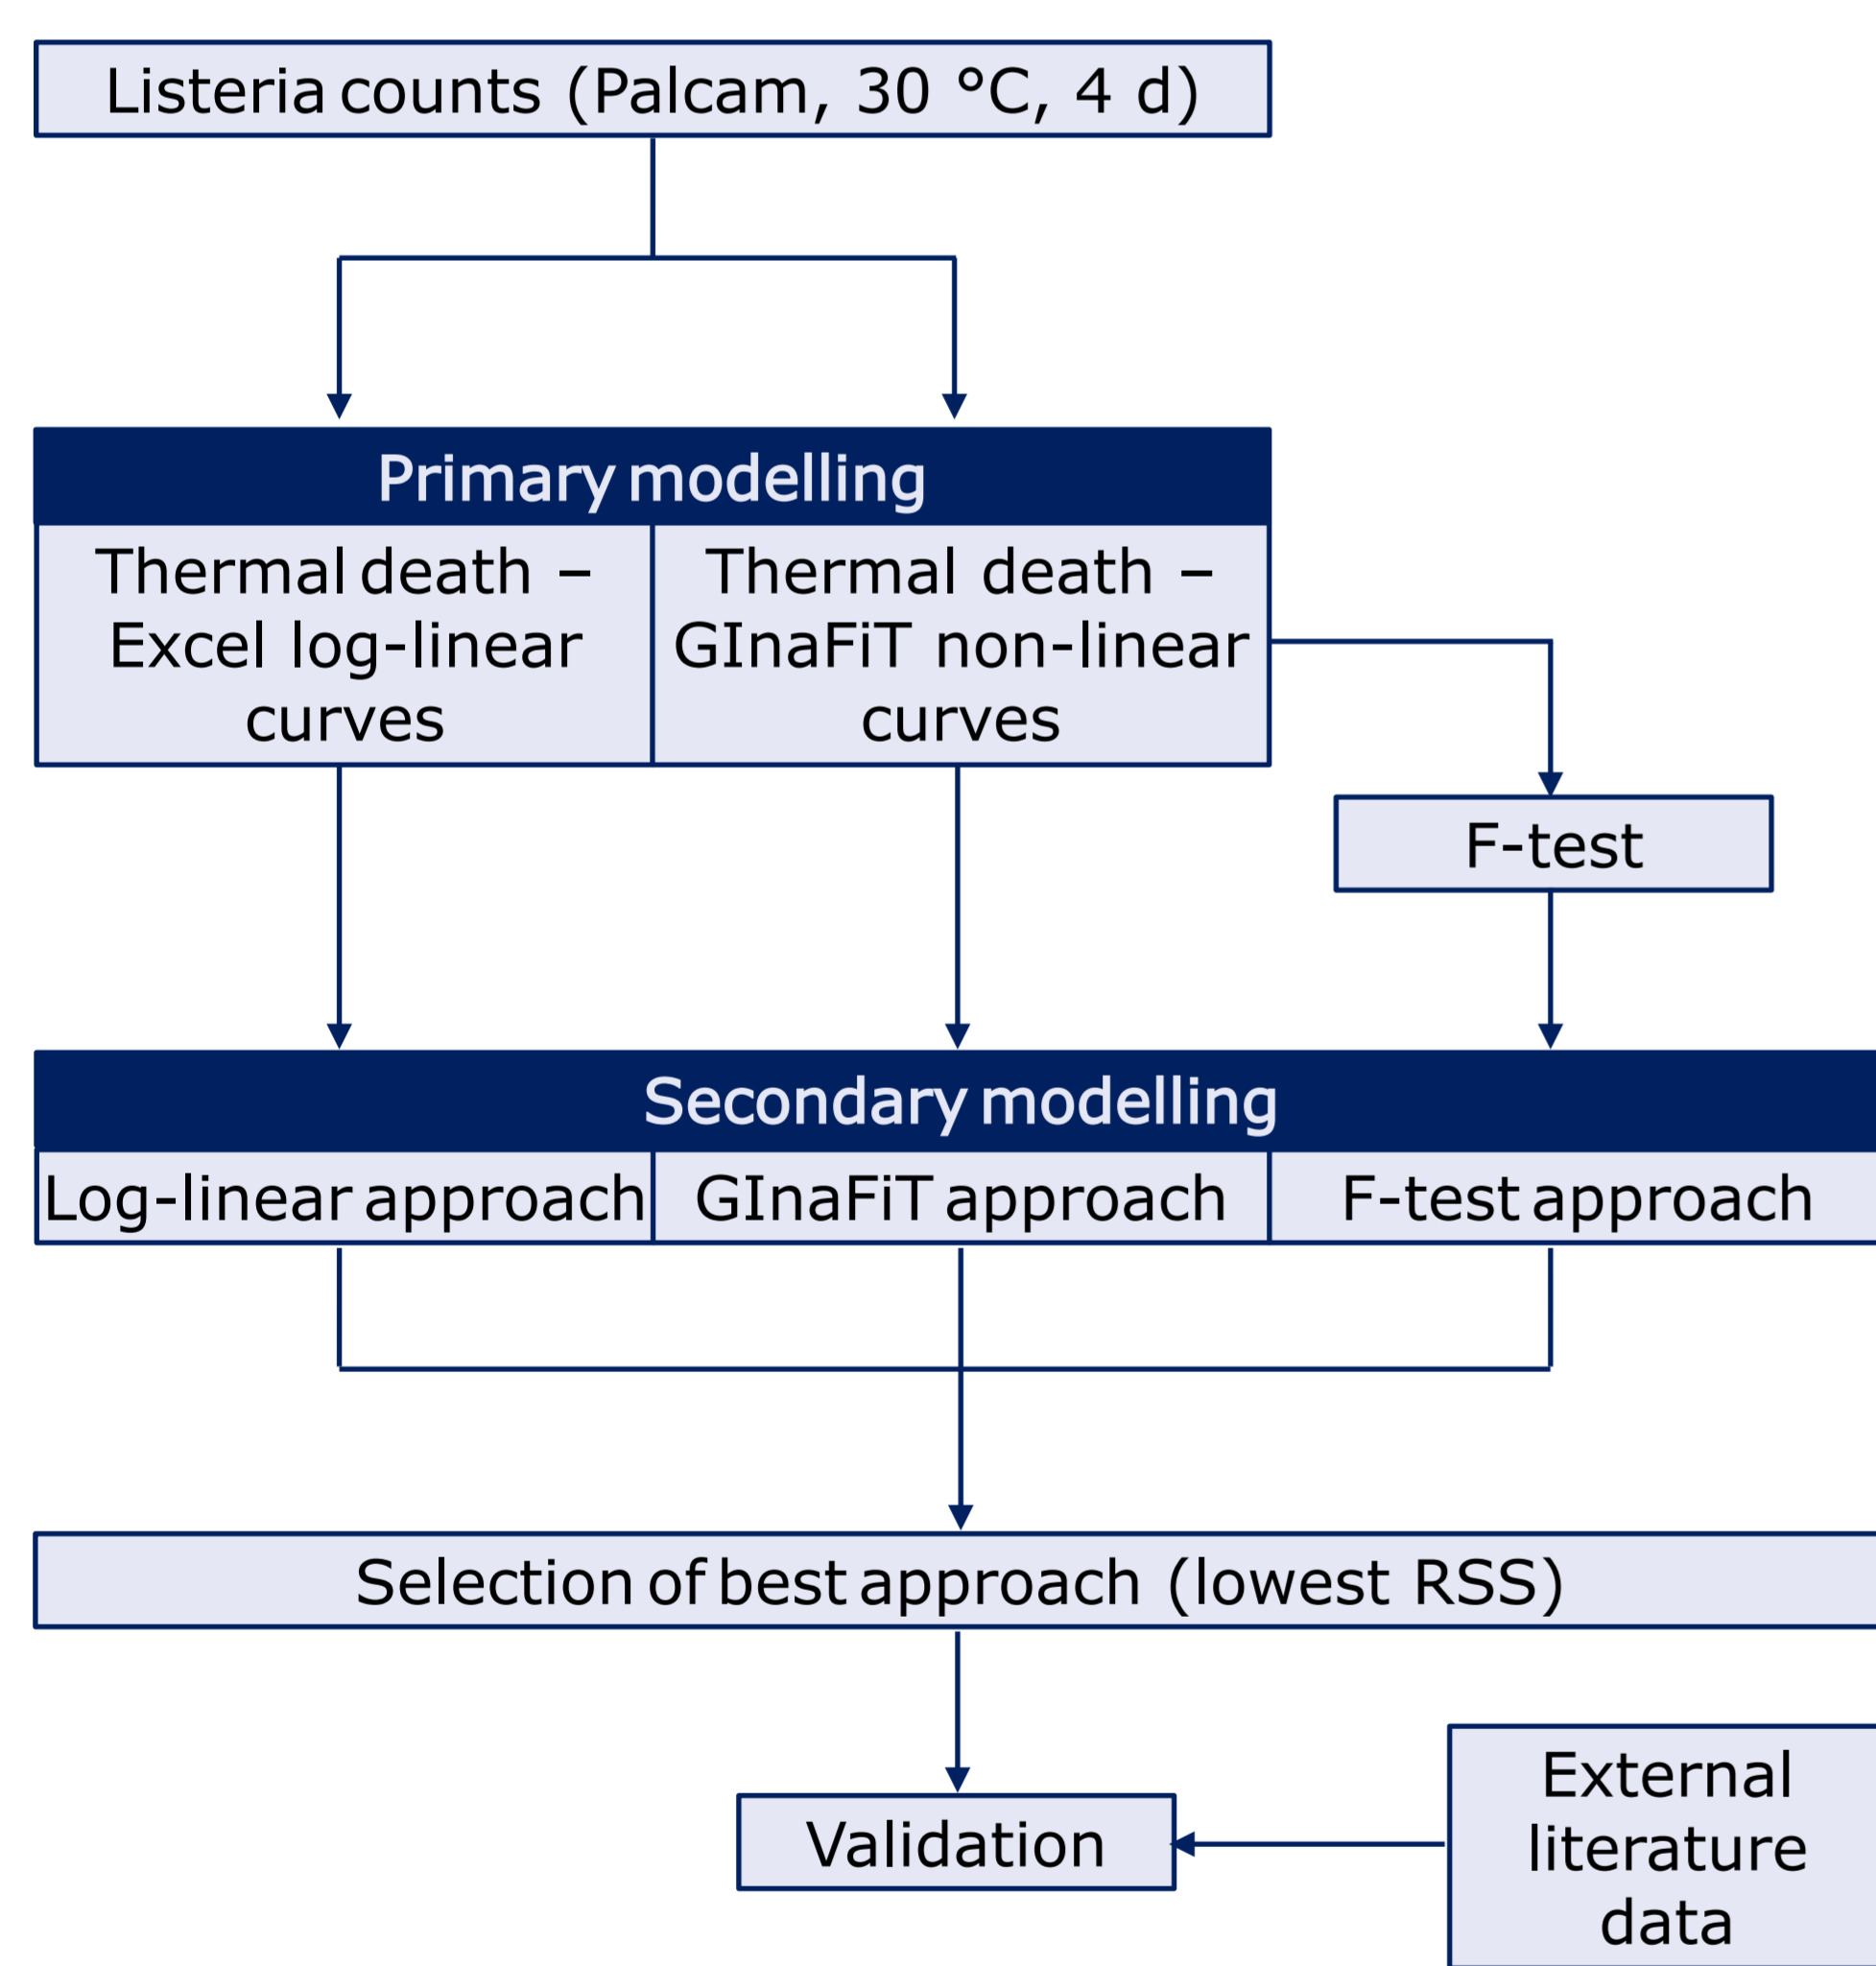 Listeria counts (Palcam, 30 °C, 4 d)
Primary modelling
Thermal death –
Excel log-linear
curves
Thermal death –
GInaFiT non-linear
curves
F-test
Secondary modelling
Log-linear approach
GInaFiT approach
F-test approach
Selection of best approach (lowest RSS)
Validation
External
literature
data